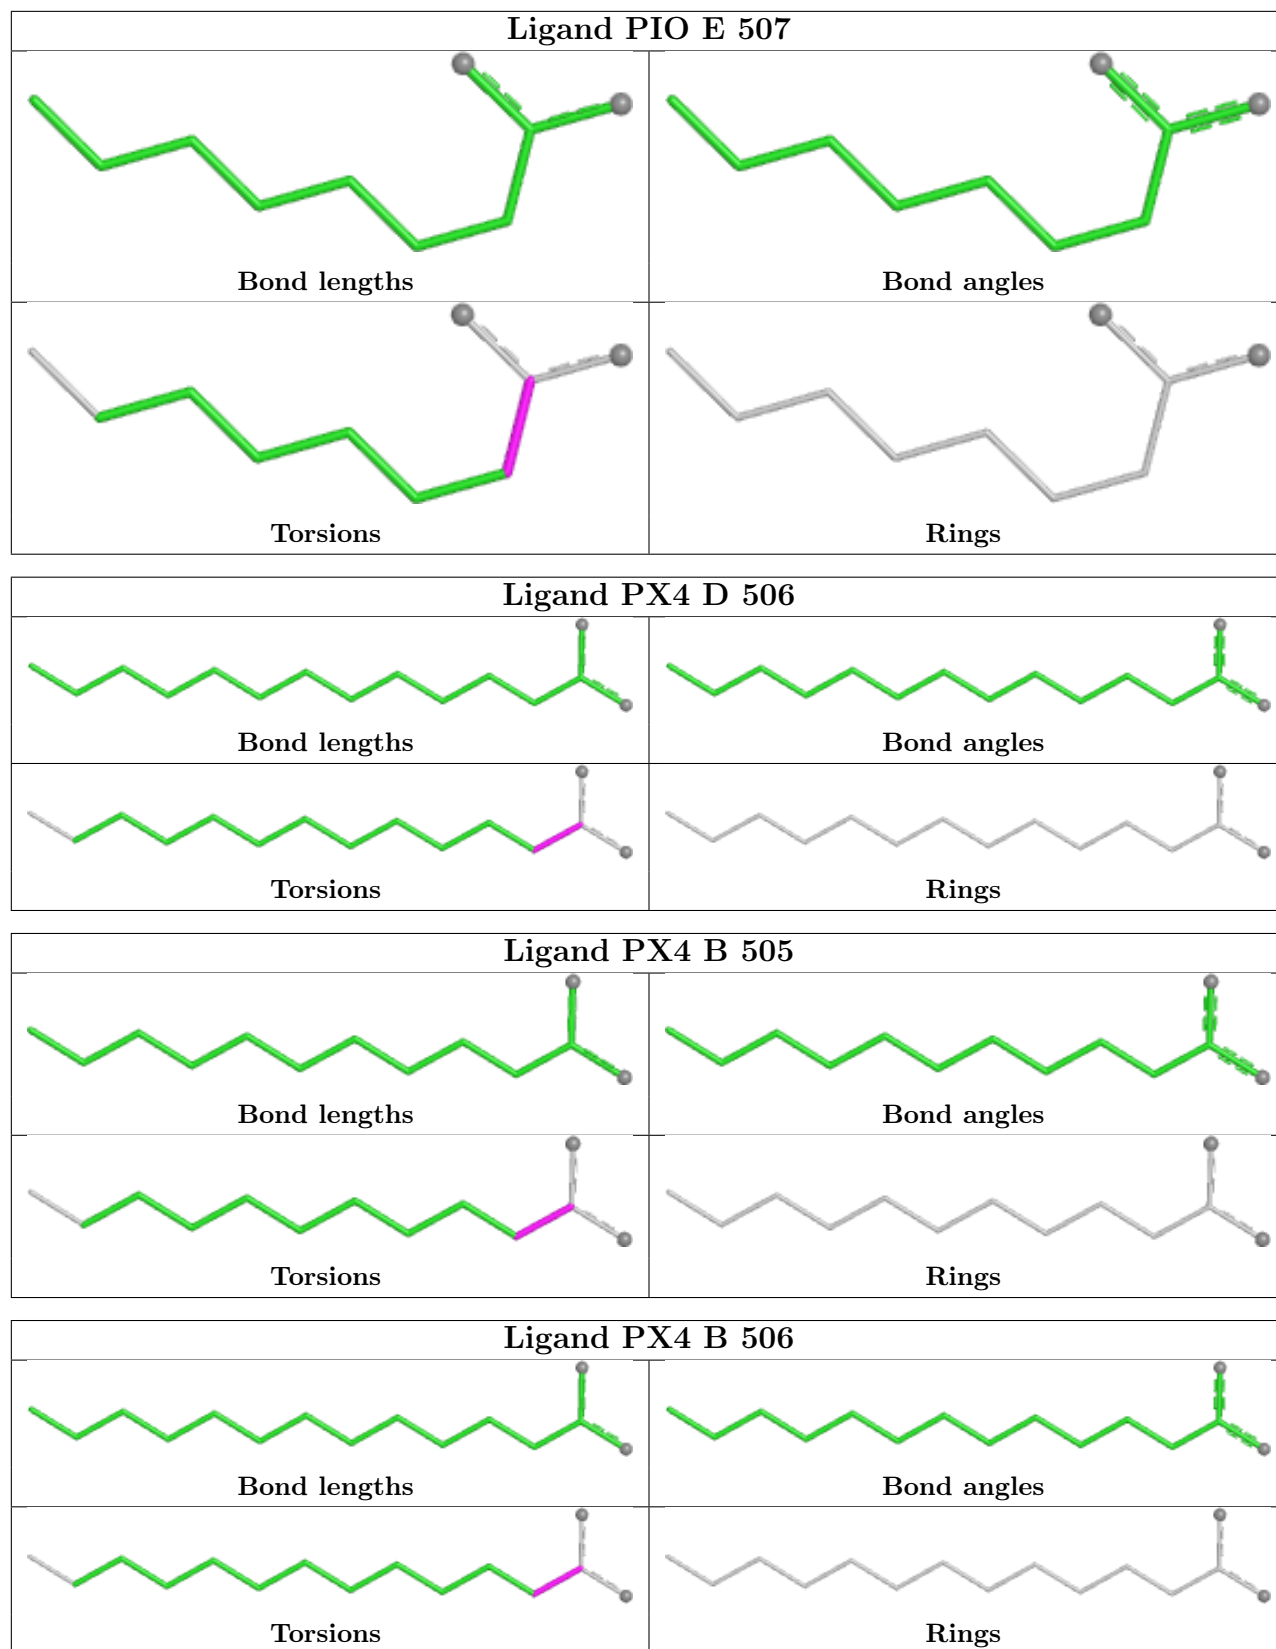 Ligand PIO E 507
Bond lengths
Bond angles
Torsions
Rings
Ligand PX4 D 506
Bond lengths
Bond angles
Torsions
Rings
Ligand PX4 B 505
Bond lengths
Bond angles
Torsions
Rings
Ligand PX4 B 506
Bond lengths
Bond angles
Torsions
Rings